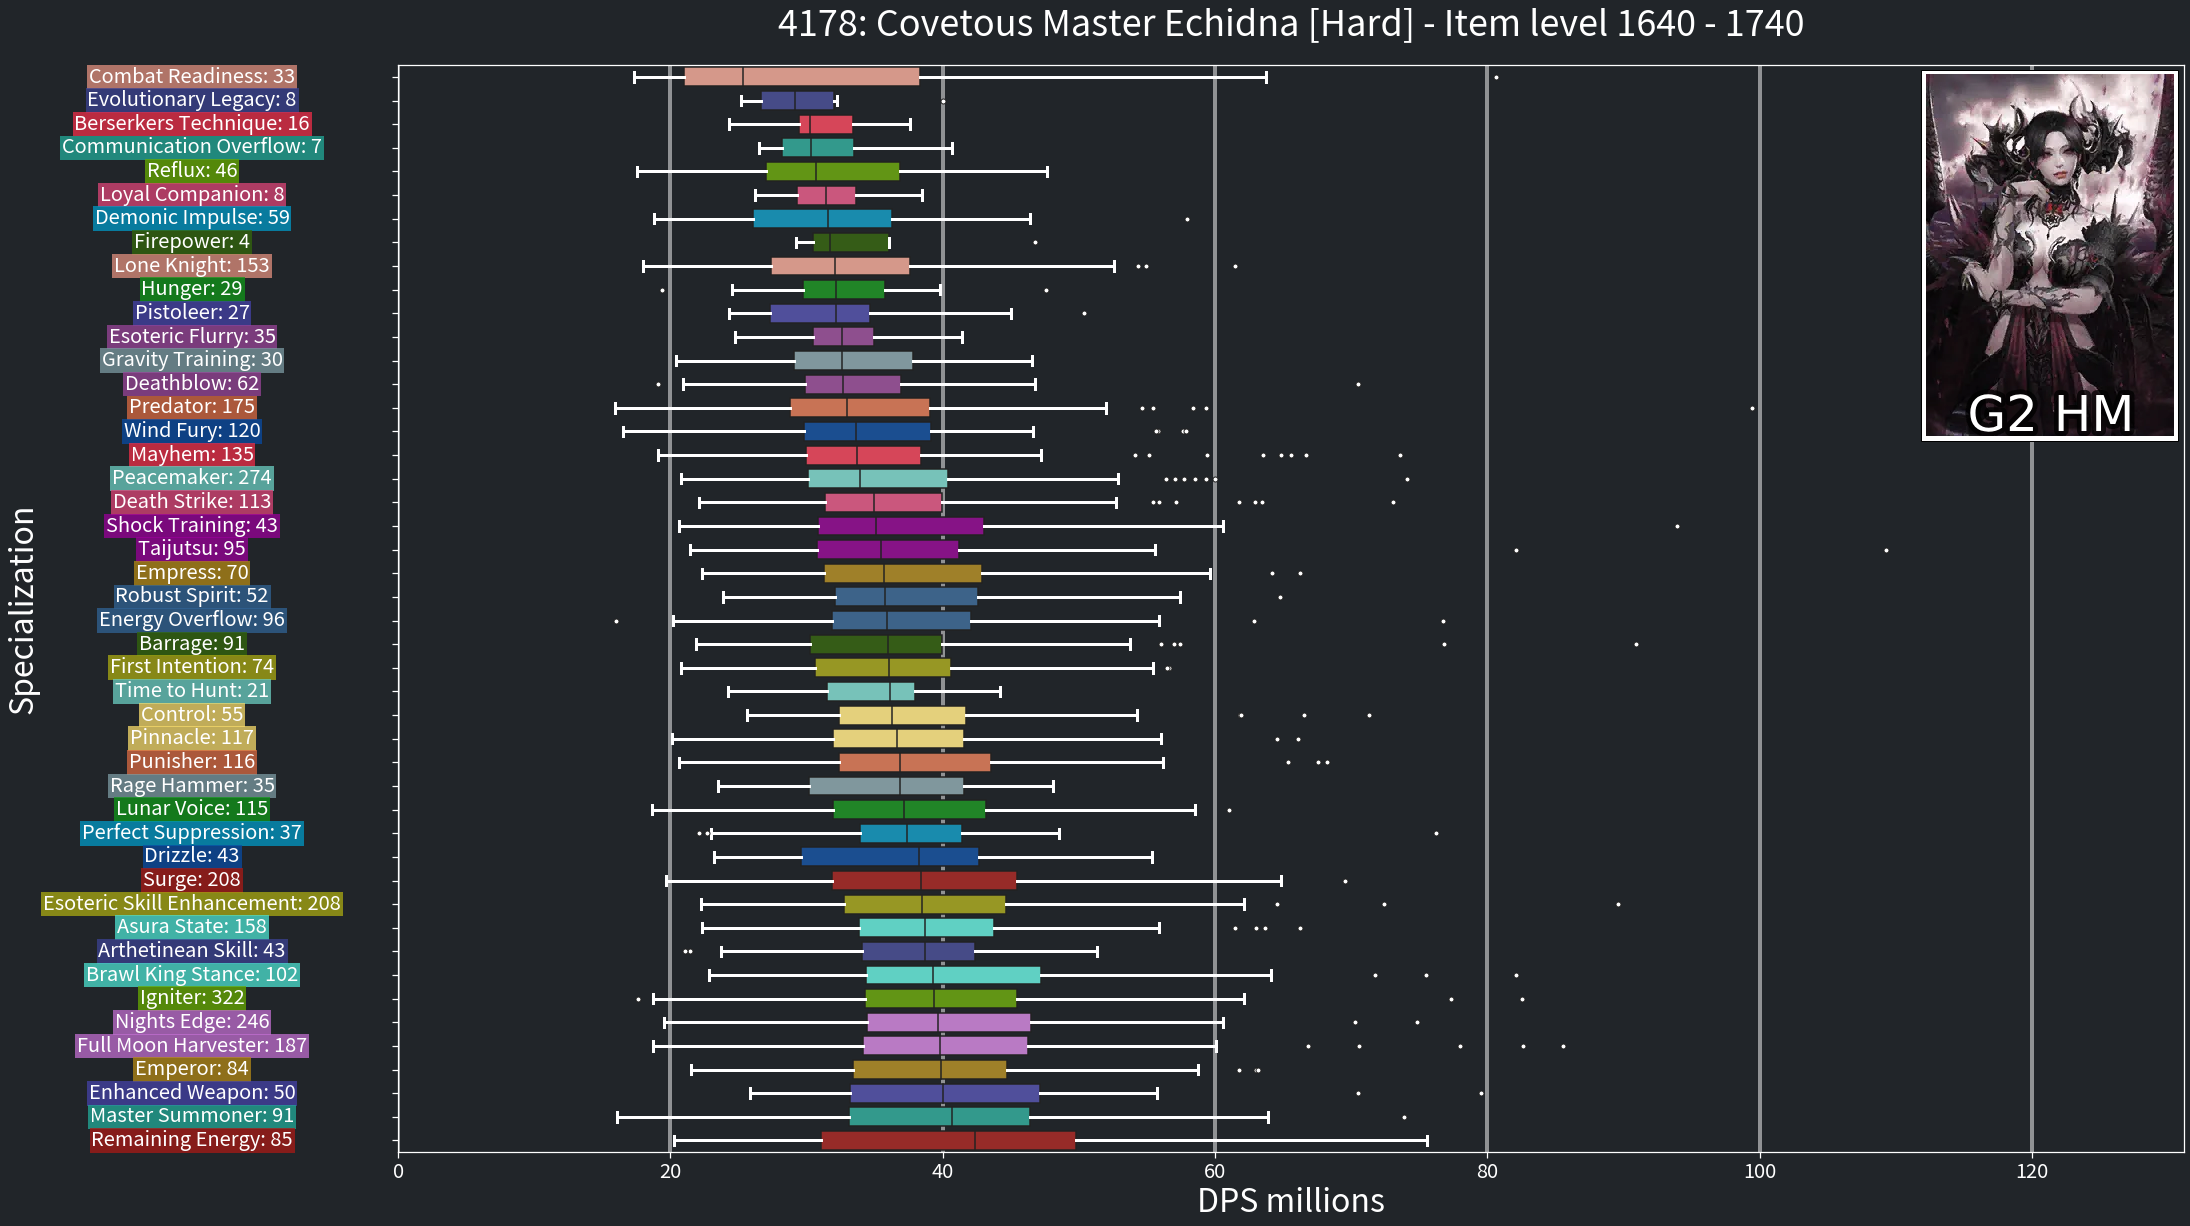 4178: Covetous Master Echidna [Hard] - Item level 1640 - 1740
Specialization
Combat Readiness: 33
Evolutionary Legacy: 8
Berserkers Technique: 16
Communication Overflow: 7
Reflux: 46
Loyal Companion: 8
Demonic Impulse: 59
Firepower: 4
Lone Knight: 153
Hunger: 29
Pistoleer: 27
Esoteric Flurry: 35
Gravity Training: 30
Deathblow: 62
Predator: 175
Wind Fury: 120
Mayhem: 135
Peacemaker: 274
Death Strike: 113
Shock Training: 43
Taijutsu: 95
Empress: 70
Robust Spirit: 52
Energy Overflow: 96
Barrage: 91
First Intention: 74
Time to Hunt: 21
Control: 55
Pinnacle: 117
Punisher: 116
Rage Hammer: 35
Lunar Voice: 115
Perfect Suppression: 37
Drizzle: 43
Surge: 208
Esoteric Skill Enhancement: 208
Asura State: 158
Arthetinean Skill: 43
Brawl King Stance: 102
Igniter: 322
Nights Edge: 246
Full Moon Harvester: 187
Emperor: 84
Enhanced Weapon: 50
Master Summoner: 91
Remaining Energy: 85
G2 HM
0 20 40 60 80 100 120
DPS millions